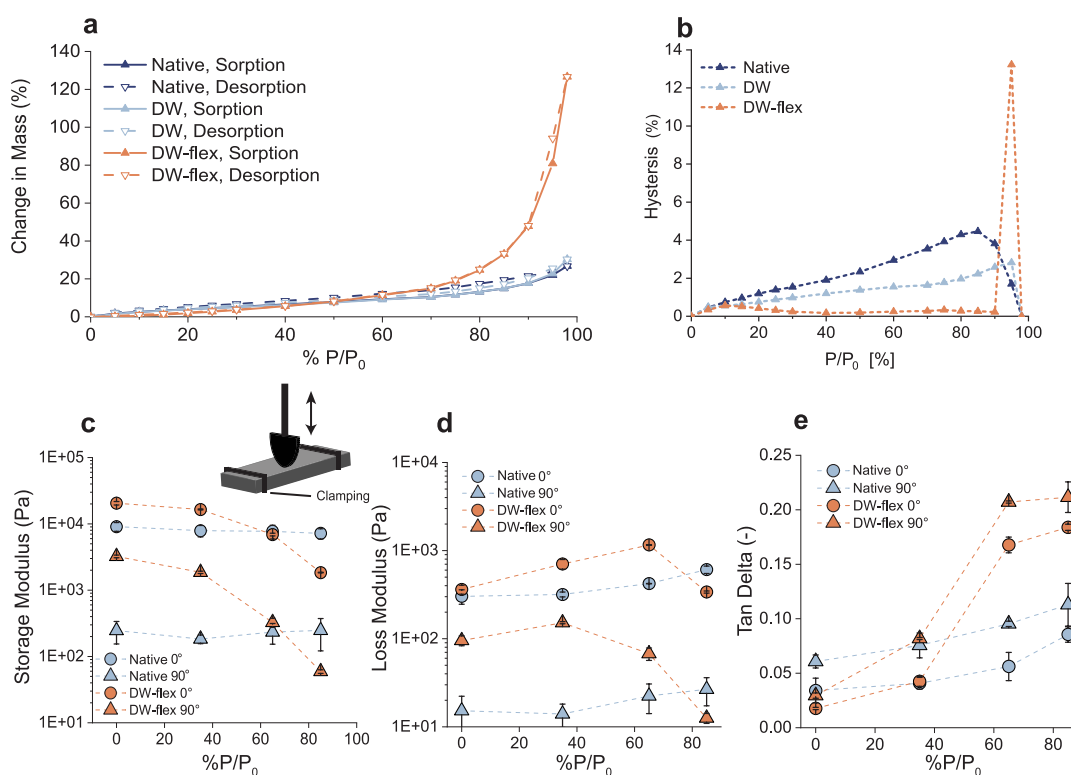 a
Change in Mass (%)
140
120
100
80
60
40
20
0
Native, Sorption
Native, Desorption
DW, Sorption
DW, Desorption
DW-flex, Sorption
DW-flex, Desorption
0 20 40 60 80 100
% P/P0
b
Hystersis (%)
14
12
10
8
6
4
2
0
Native
DW
DW-flex
0 20 40 60 80 100
P/P0 [%]
c
Clamping
Storage Modulus (Pa)
1E+05
1E+04
1E+03
1E+02
1E+01
Native 0°
Native 90°
DW-flex 0°
DW-flex 90°
0 20 40 60 80 100
%P/P0
d
Loss Modulus (Pa)
1E+04
1E+03
1E+02
1E+01
Native 0°
Native 90°
DW-flex 0°
DW-flex 90°
0 20 40 60 80
%P/P0
e
Tan Delta (-)
0.25
0.20
0.15
0.10
0.05
0.00
Native 0°
Native 90°
DW-flex 0°
DW-flex 90°
0 20 40 60 80
%P/P0